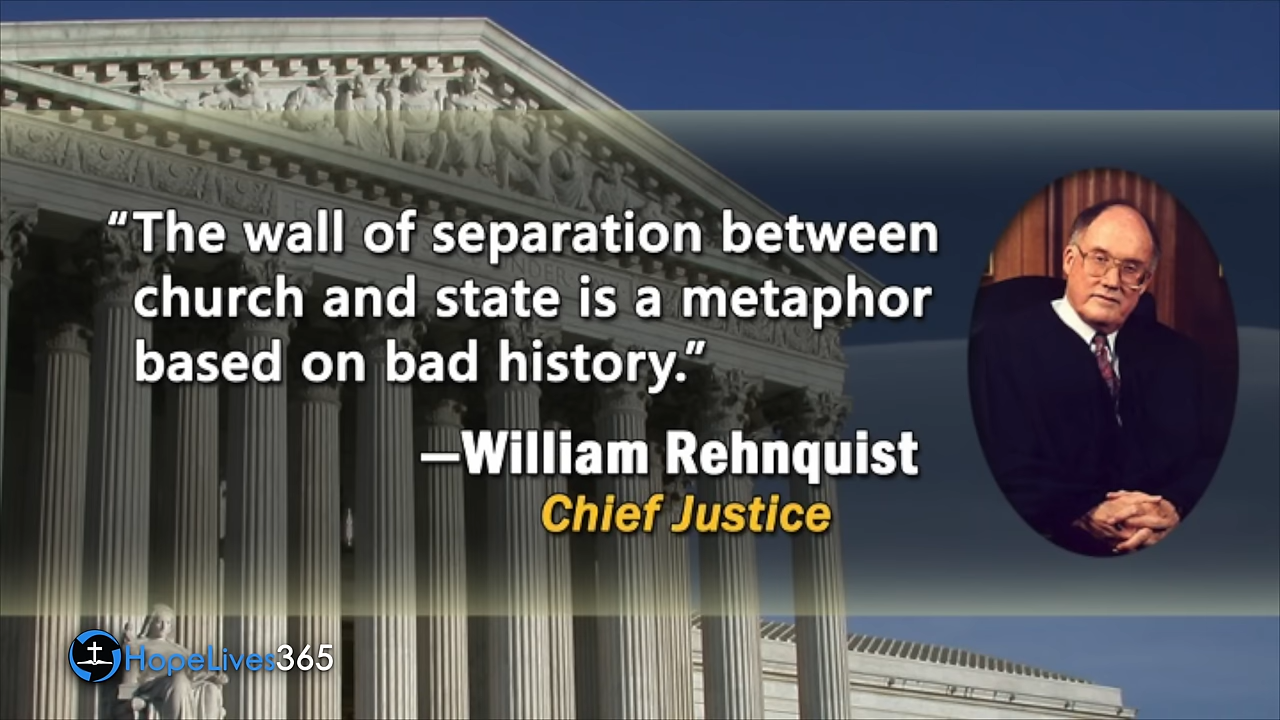 “The wall of separation between
church and state is a metaphor
based on bad history.”
—William Rehnquist
Chief Justice
HopeLives365